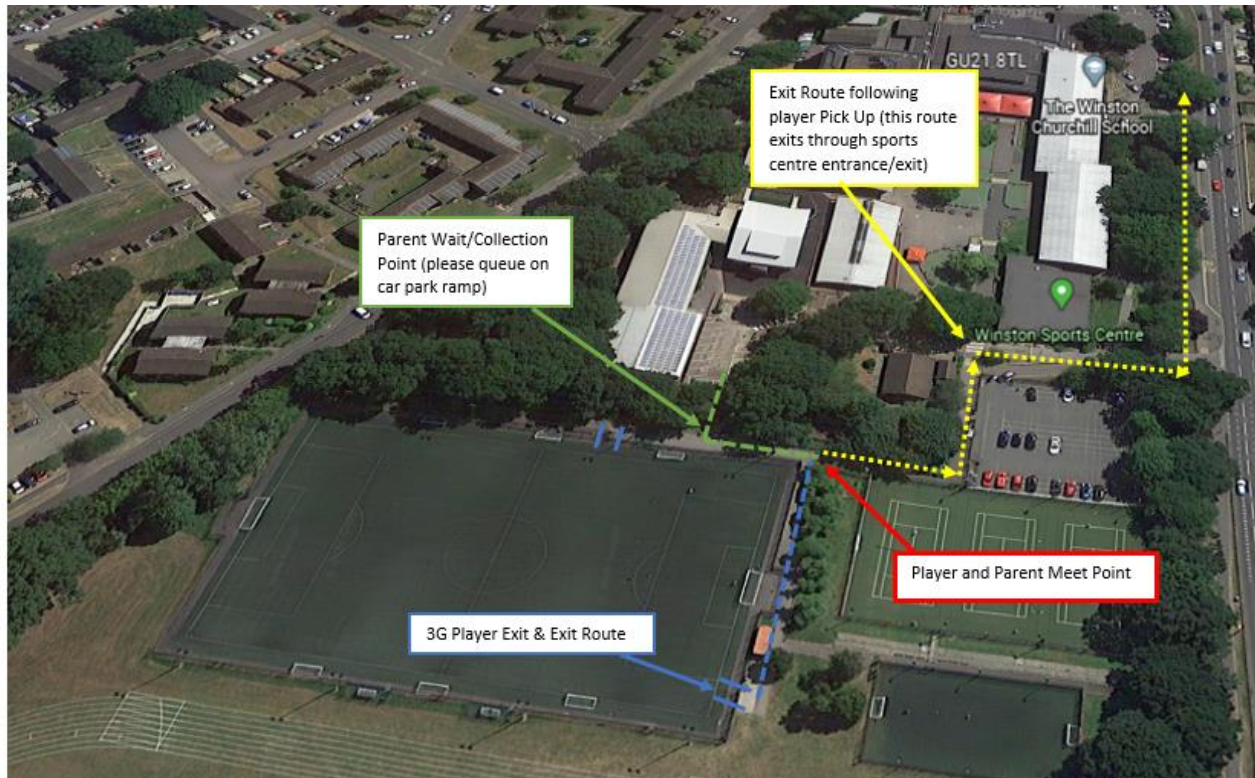 GU21 8TL
The Winston
Churchill School
Exit Route following
player Pick Up (this route
exits through sports
centre entrance/exit)
Parent Wait/Collection
Point (please queue on
car park ramp)
Winston Sports Centre
Player and Parent Meet Point
3G Player Exit & Exit Route